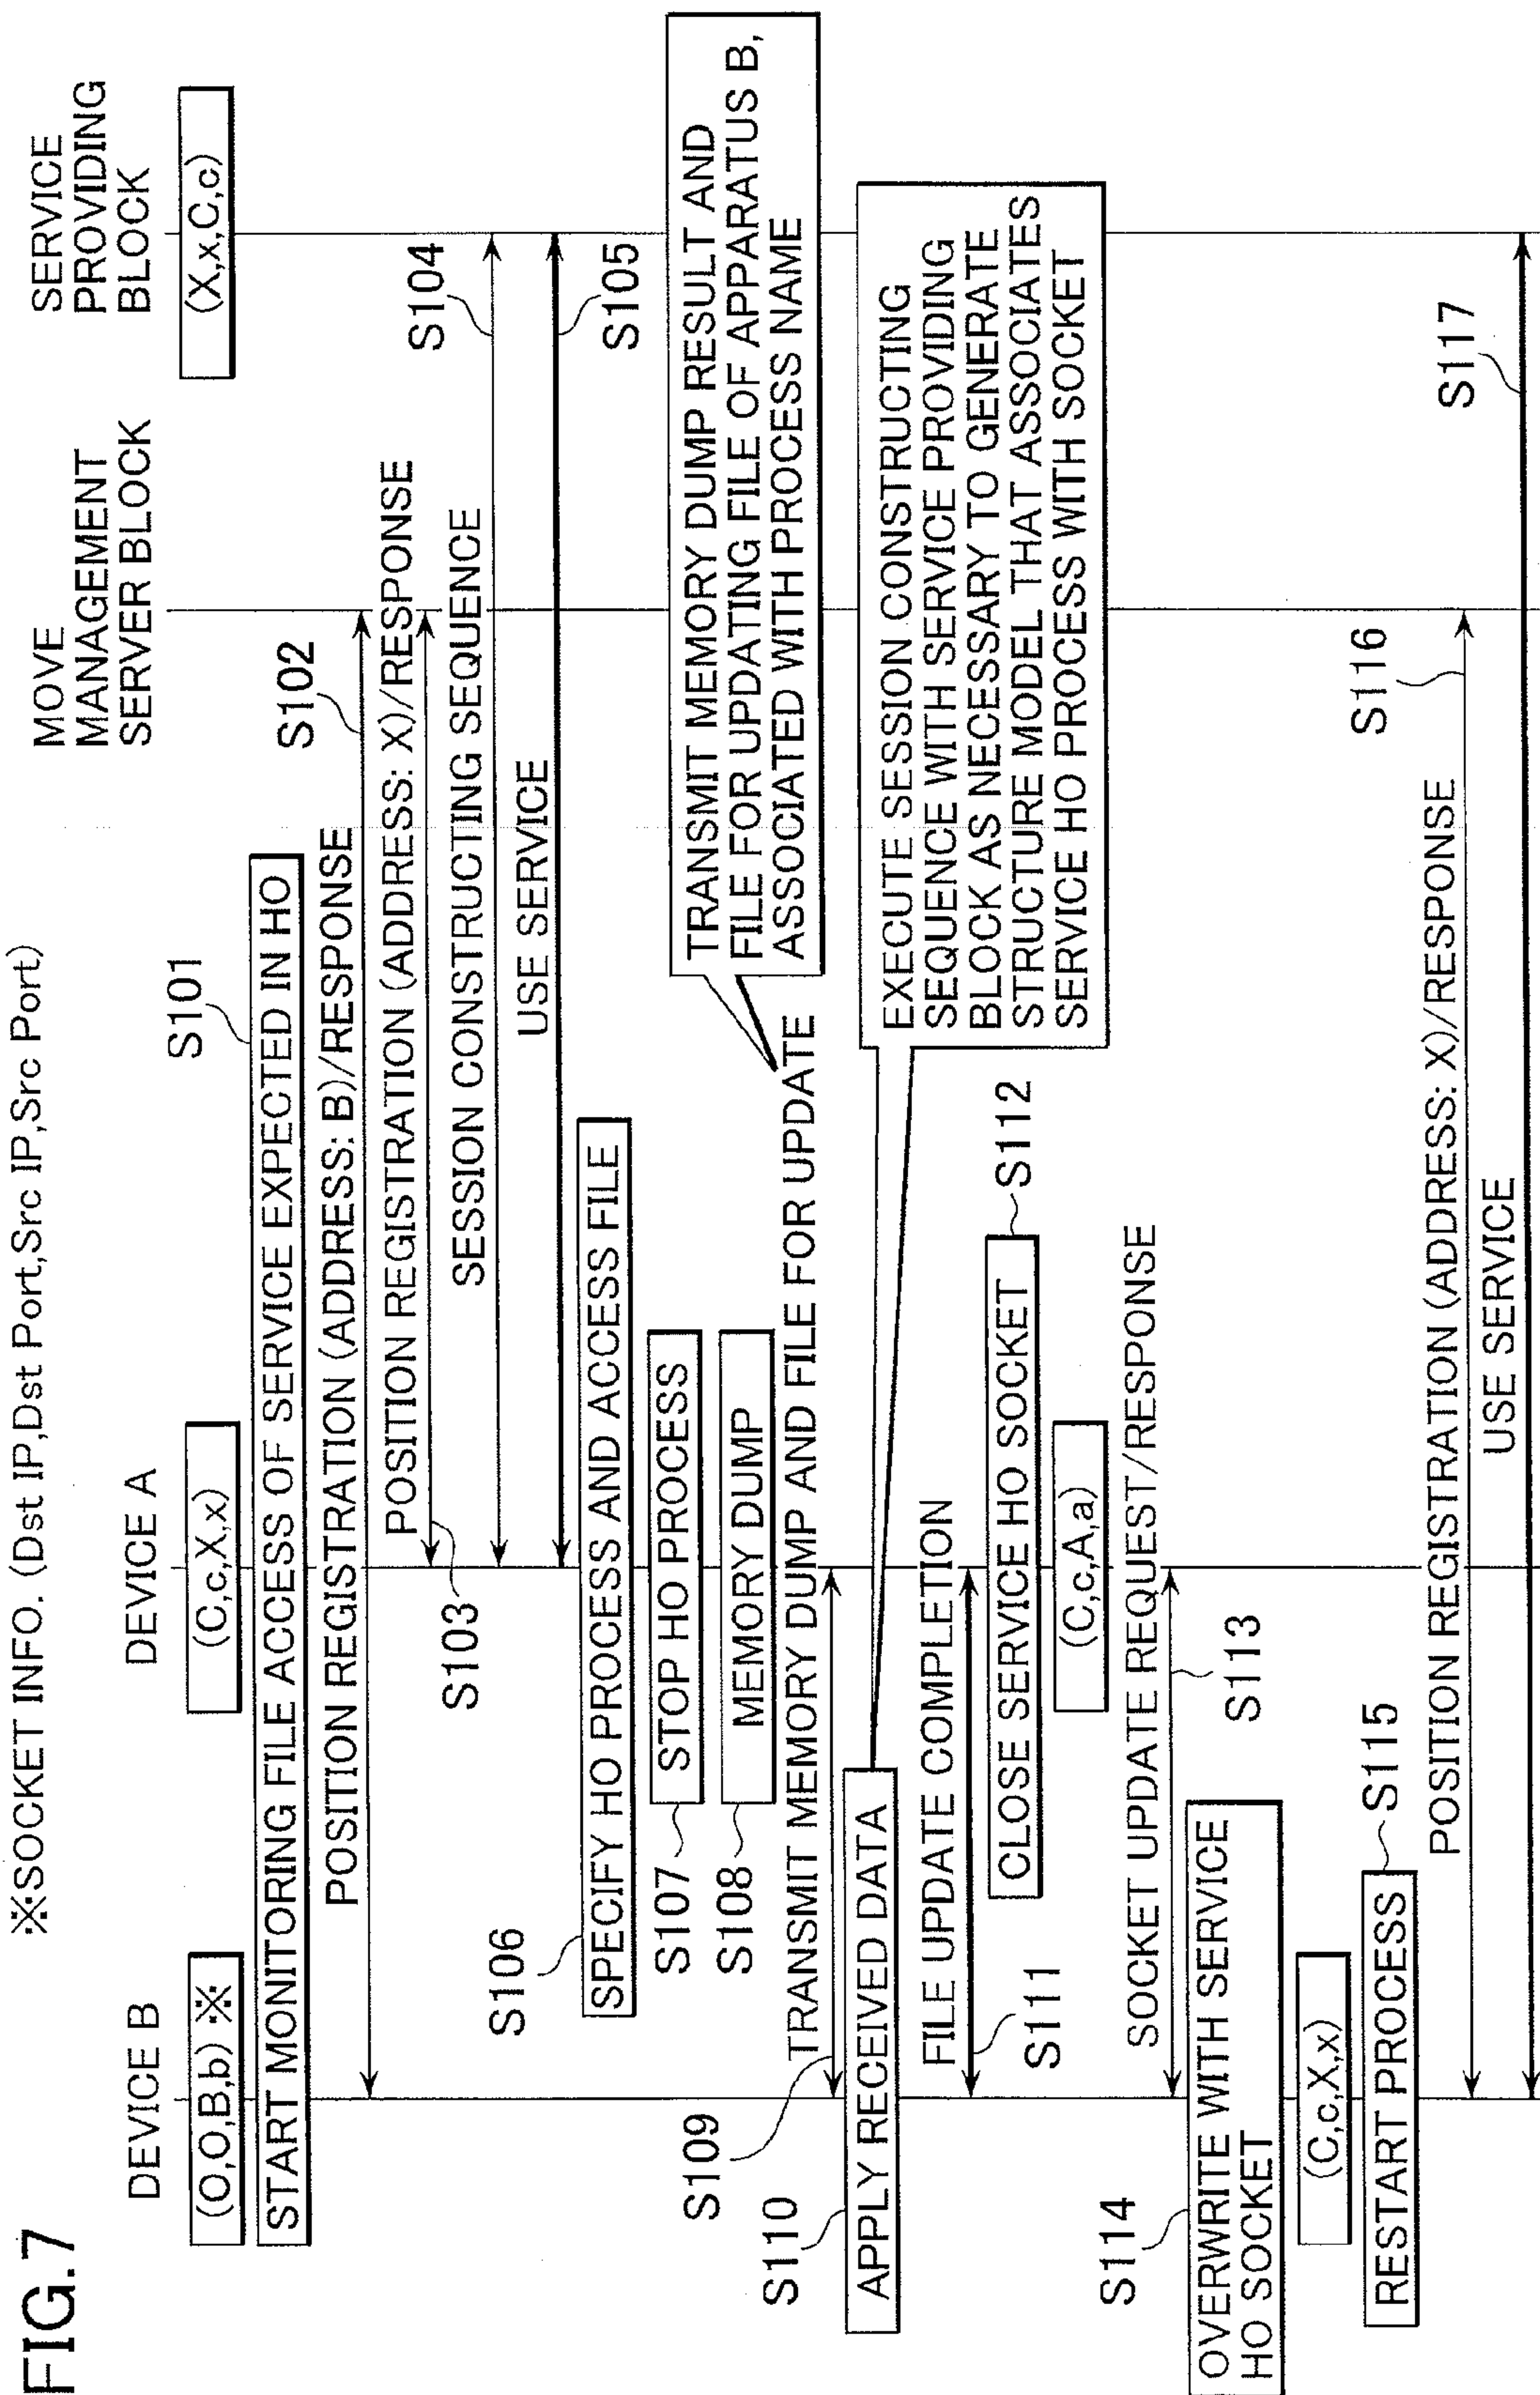 FIG.7
※SOCKET INFO. (Dst IP,Dst Port,Src IP,Src Port)
DEVICE B
DEVICE A
MOVE
MANAGEMENT
SERVER BLOCK
SERVICE
PROVIDING
BLOCK
(O,O,B,b) ※
(C,c,X,x)
(X,x,C,c)
S101
START MONITORING FILE ACCESS OF SERVICE EXPECTED IN HO
S102
POSITION REGISTRATION (ADDRESS: B)/RESPONSE
POSITION REGISTRATION (ADDRESS: X)/RESPONSE
S103
SESSION CONSTRUCTING SEQUENCE
S104
USE SERVICE
S105
S106
SPECIFY HO PROCESS AND ACCESS FILE
S107
STOP HO PROCESS
S108
MEMORY DUMP
TRANSMIT MEMORY DUMP RESULT AND
FILE FOR UPDATING FILE OF APPARATUS B,
ASSOCIATED WITH PROCESS NAME
TRANSMIT MEMORY DUMP AND FILE FOR UPDATE
S109
S110
APPLY RECEIVED DATA
EXECUTE SESSION CONSTRUCTING
SEQUENCE WITH SERVICE PROVIDING
BLOCK AS NECESSARY TO GENERATE
STRUCTURE MODEL THAT ASSOCIATES
SERVICE HO PROCESS WITH SOCKET
FILE UPDATE COMPLETION
S111
CLOSE SERVICE HO SOCKET
S112
(C,c,A,a)
SOCKET UPDATE REQUEST/RESPONSE
S113
S114
OVERWRITE WITH SERVICE
HO SOCKET
(C,c,X,x)
RESTART PROCESS
S115
POSITION REGISTRATION (ADDRESS: X)/RESPONSE
S116
USE SERVICE
S117